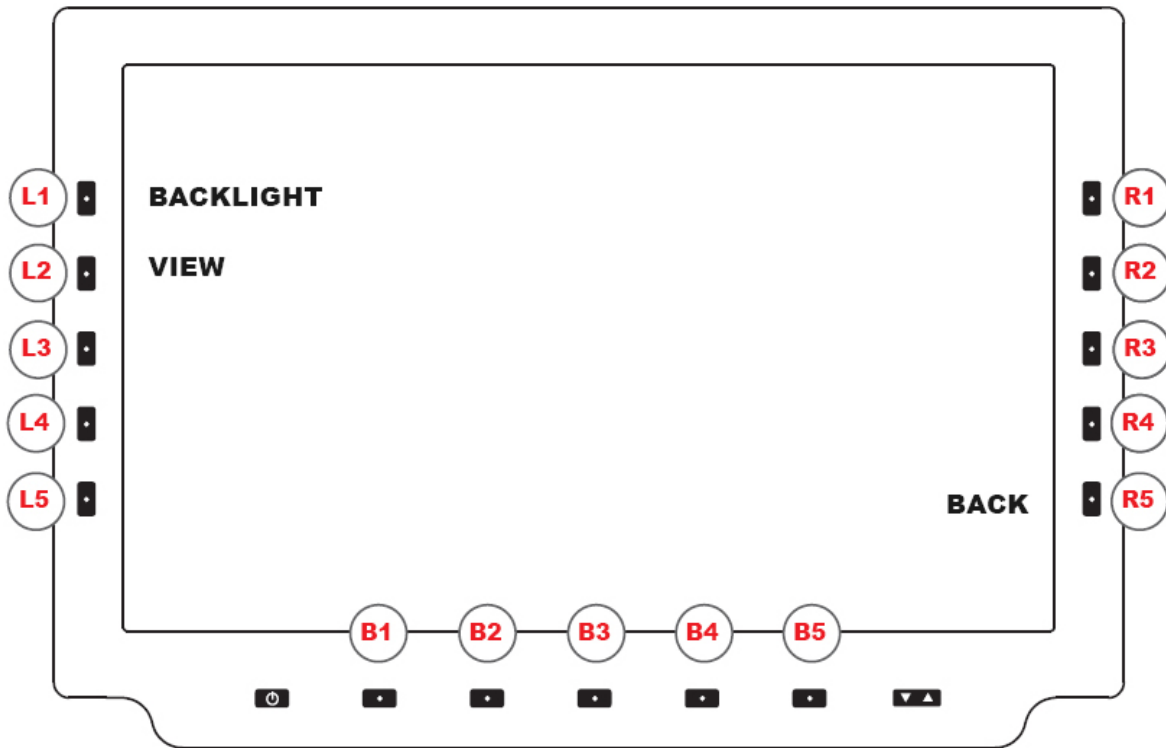 L1 BACKLIGHT R1
L2 VIEW R2
L3 R3
L4 R4
L5 BACK R5
B1 B2 B3 B4 B5